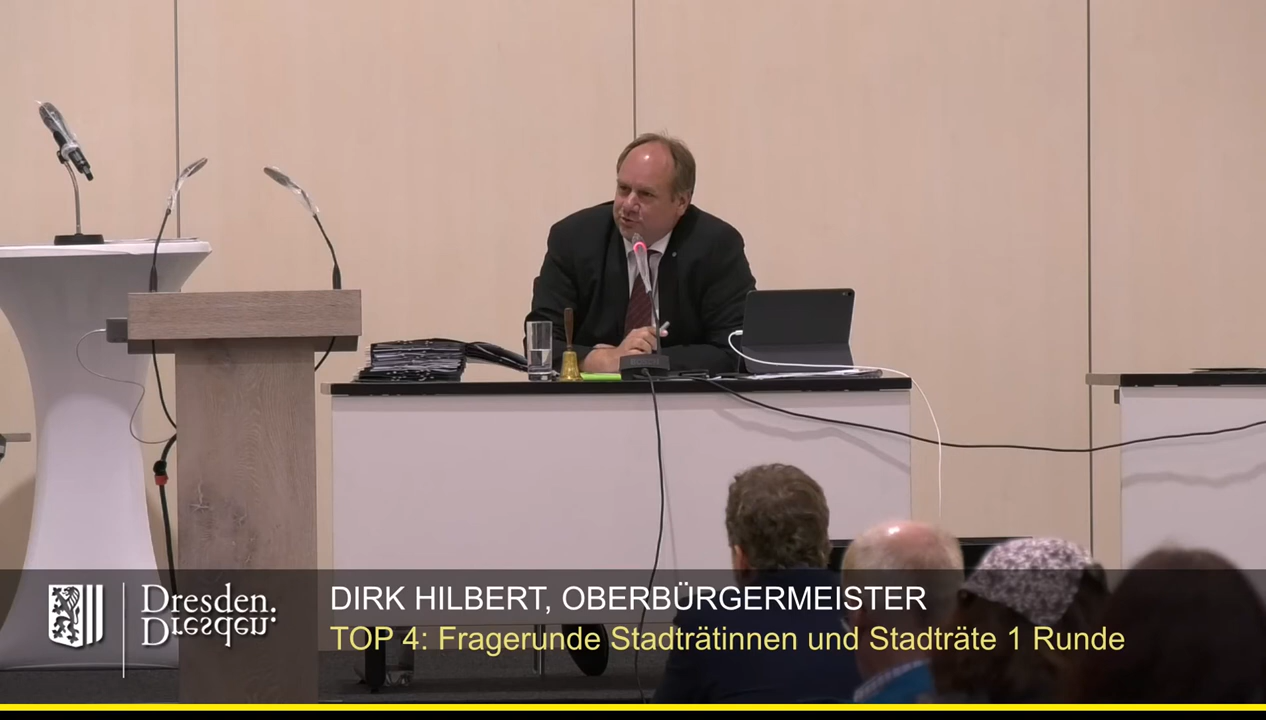 Dresden.
Dresden.
DIRK HILBERT, OBERBÜRGERMEISTER
TOP 4: Fragerunde Stadträtinnen und Stadträte 1 Runde